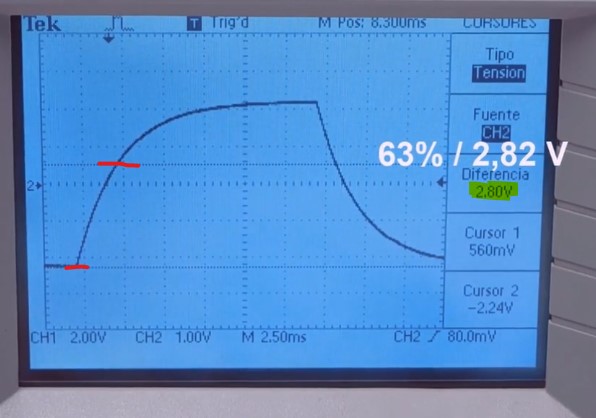 Tek
T Trig'd
M Pos: 8.300ms
CURSORES
Tipo
Tension
Fuente
CH2
63% / 2,82 V
Diferencia
2.80V
2
Cursor 1
560mV
Cursor 2
-2.24V
CH1 2.00V CH2 1.00V M 2.50ms CH2 80.0mV